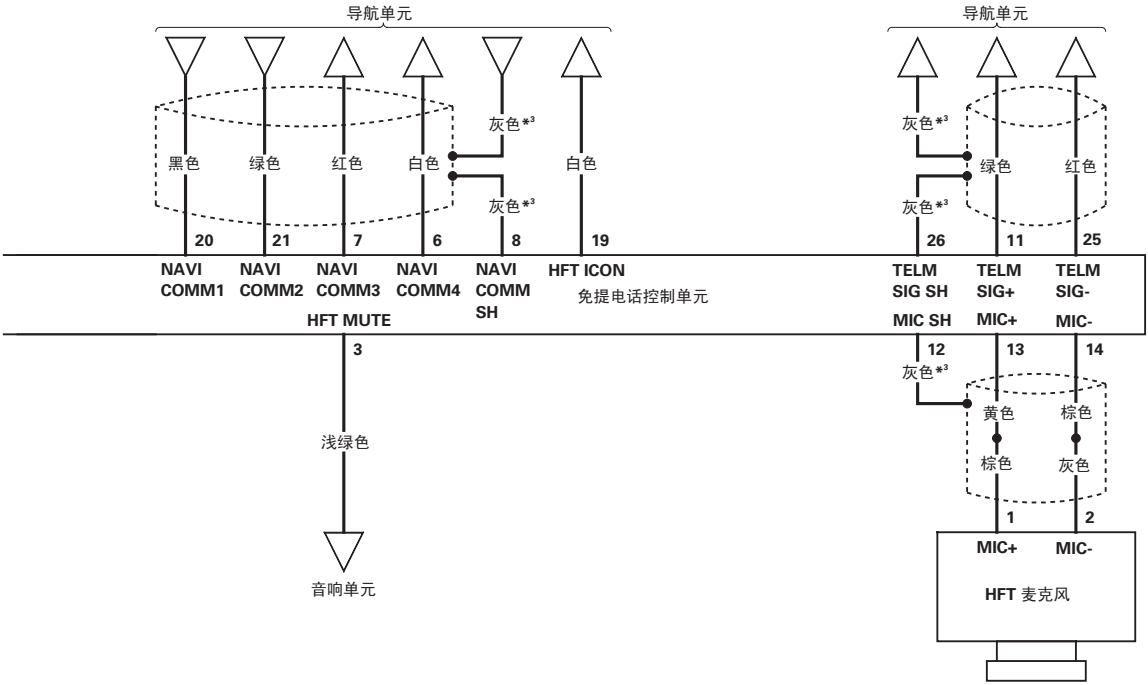 导航单元
导航单元
灰色*3
灰色*3
黑色
绿色
红色
白色
白色
绿色
红色
灰色*3
灰色*3
20
21
7
6
8
19
26
11
25
NAVI COMM1
NAVI COMM2
NAVI COMM3
NAVI COMM4
NAVI COMM SH
HFT ICON
免提电话控制单元
TELM SIG SH
TELM SIG+
TELM SIG-
HFT MUTE
MIC SH
MIC+
MIC-
3
12
13
14
灰色*3
黄色
棕色
浅绿色
棕色
灰色
1
2
MIC+
MIC-
音响单元
HFT 麦克风